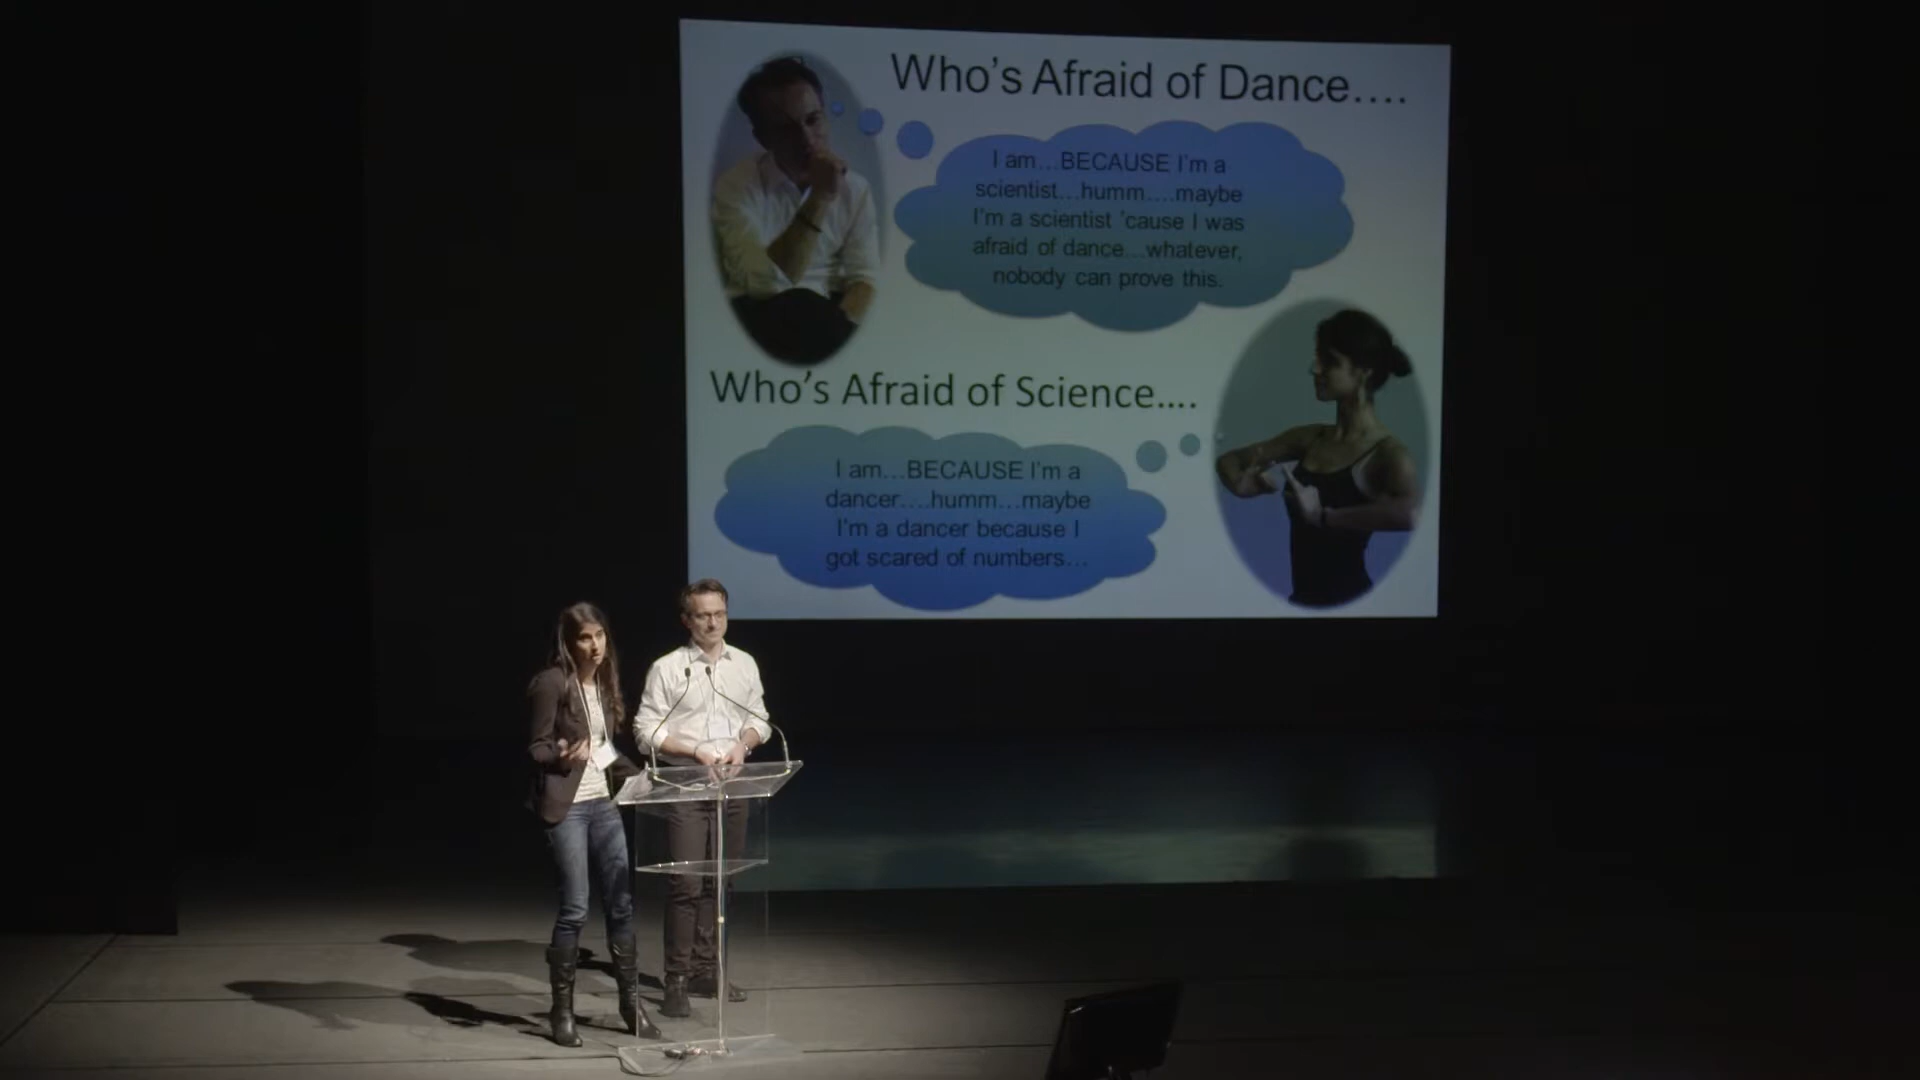 Who's Afraid of Dance....
I am...BECAUSE I'm a
scientist...humm....maybe
I'm a scientist 'cause I was
afraid of dance...whatever,
nobody can prove this.
Who's Afraid of Science....
I am...BECAUSE I'm a
dancer....humm...maybe
I'm a dancer because I
got scared of numbers...